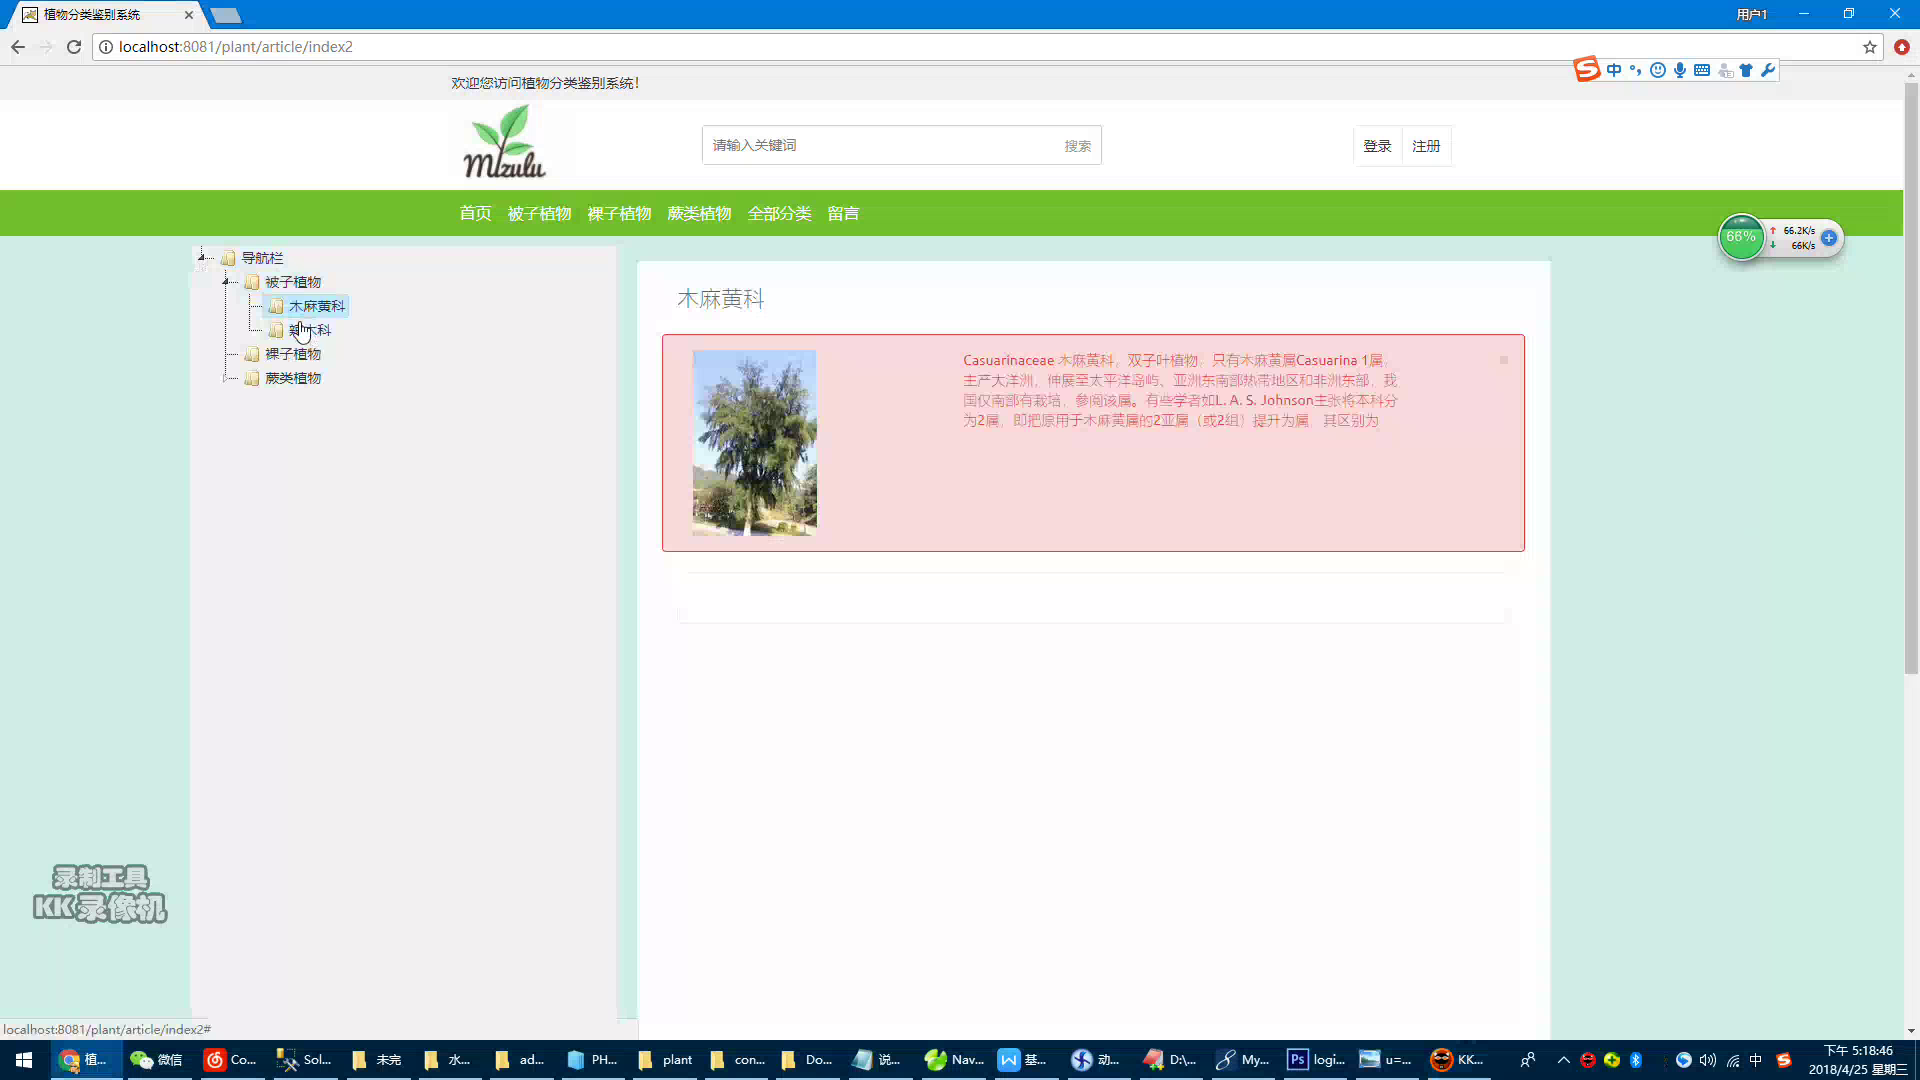 植物分类鉴别系统
用户1
localhost:8081/plant/article/index2
中
欢迎您访问植物分类鉴别系统！
Mizulu
请输入关键词
搜索
登录
注册
首页 被子植物 裸子植物 蕨类植物 全部分类 留言
66%
66.2K/s
66K/s
导航栏
被子植物
木麻黄科
木科
裸子植物
蕨类植物
木麻黄科
Casuarinaceae 木麻黄科，双子叶植物，只有木麻黄属Casuarina 1属，
主产大洋洲，伸展至太平洋岛屿、亚洲东南部热带地区和非洲东部，我
国仅南部有栽培，参阅该属。有些学者如L. A. S. Johnson主张将本科分
为2属，即把原用于木麻黄属的2亚属（或2组）提升为属，其区别为
录制工具
KK录像机
localhost:8081/plant/article/index2#
植... 微信 Co... Sol... 未完 水... ad... PH... plant con... Do... 说... Nav... 基... 动... D:\... My... logi... u=... KK...
中
下午 5:18:46
2018/4/25 星期三